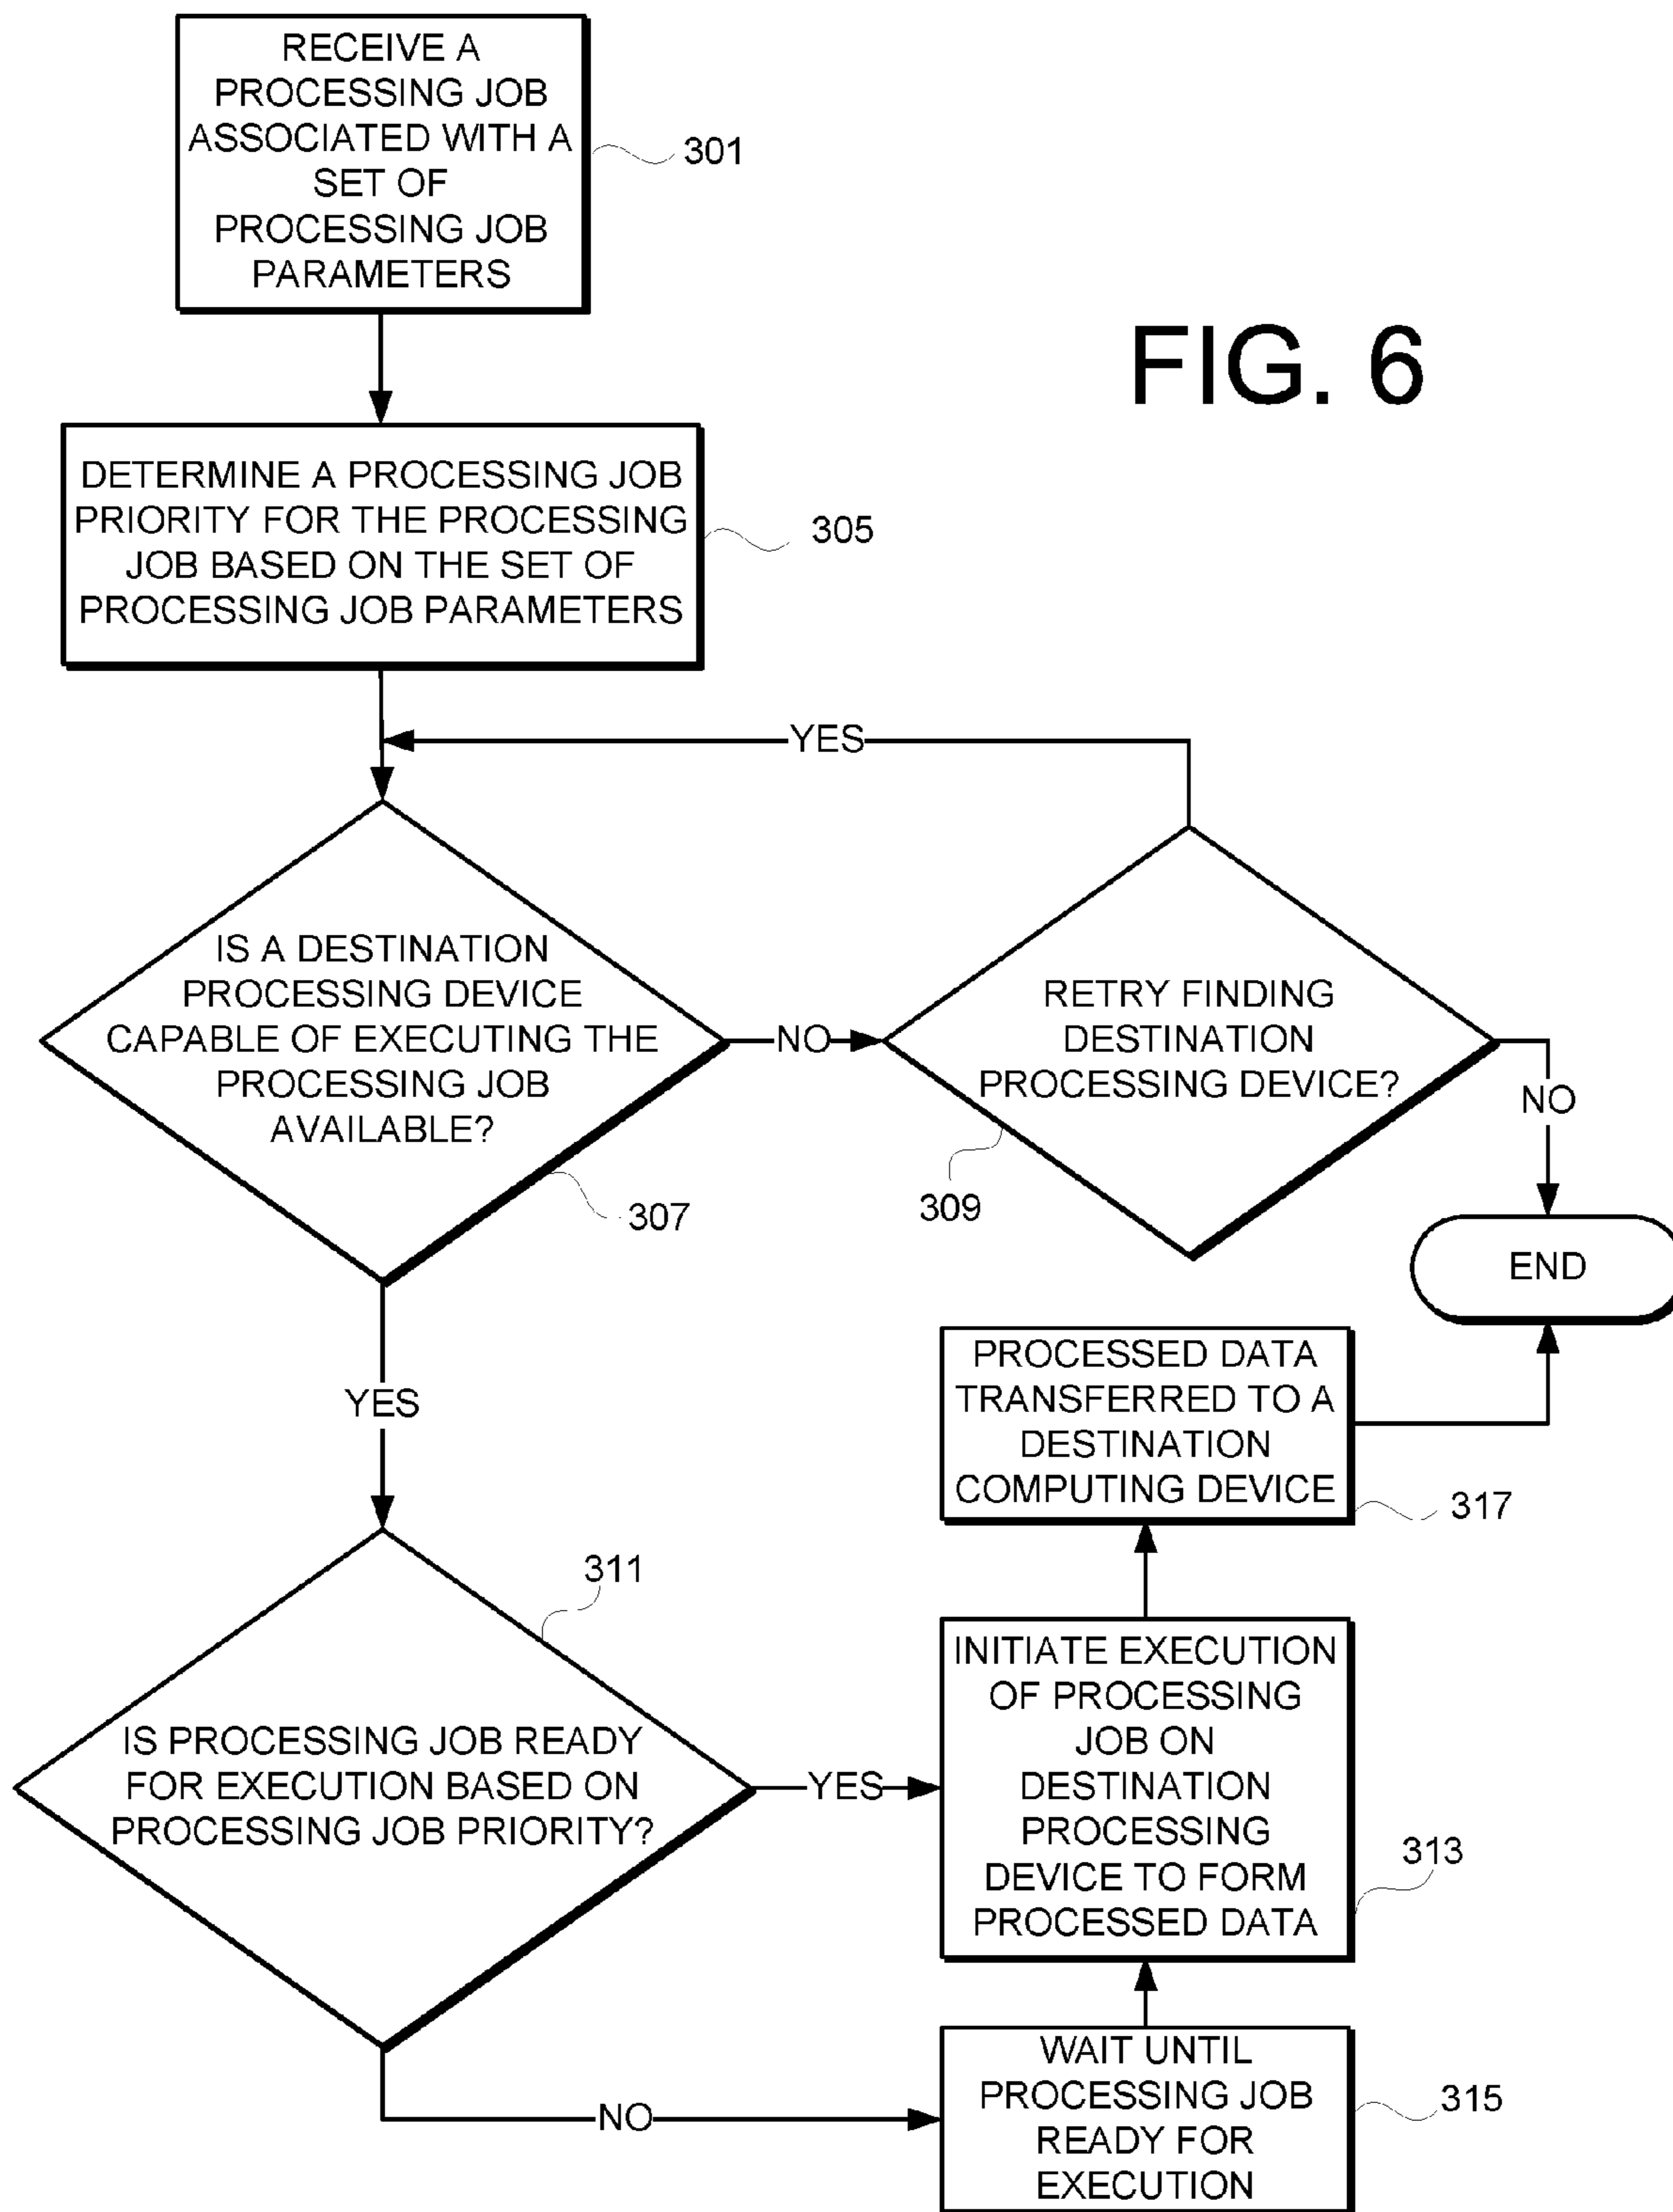 RECEIVE A
PROCESSING JOB
ASSOCIATED WITH A
SET OF
PROCESSING JOB
PARAMETERS
301
FIG. 6
DETERMINE A PROCESSING JOB
PRIORITY FOR THE PROCESSING
JOB BASED ON THE SET OF
PROCESSING JOB PARAMETERS
305
YES
IS A DESTINATION
PROCESSING DEVICE
CAPABLE OF EXECUTING THE
PROCESSING JOB
AVAILABLE?
307
NO
RETRY FINDING
DESTINATION
PROCESSING DEVICE?
309
NO
END
YES
PROCESSED DATA
TRANSFERRED TO A
DESTINATION
COMPUTING DEVICE
317
311
IS PROCESSING JOB READY
FOR EXECUTION BASED ON
PROCESSING JOB PRIORITY?
YES
INITIATE EXECUTION
OF PROCESSING
JOB ON
DESTINATION
PROCESSING
DEVICE TO FORM
PROCESSED DATA
313
NO
WAIT UNTIL
PROCESSING JOB
READY FOR
EXECUTION
315